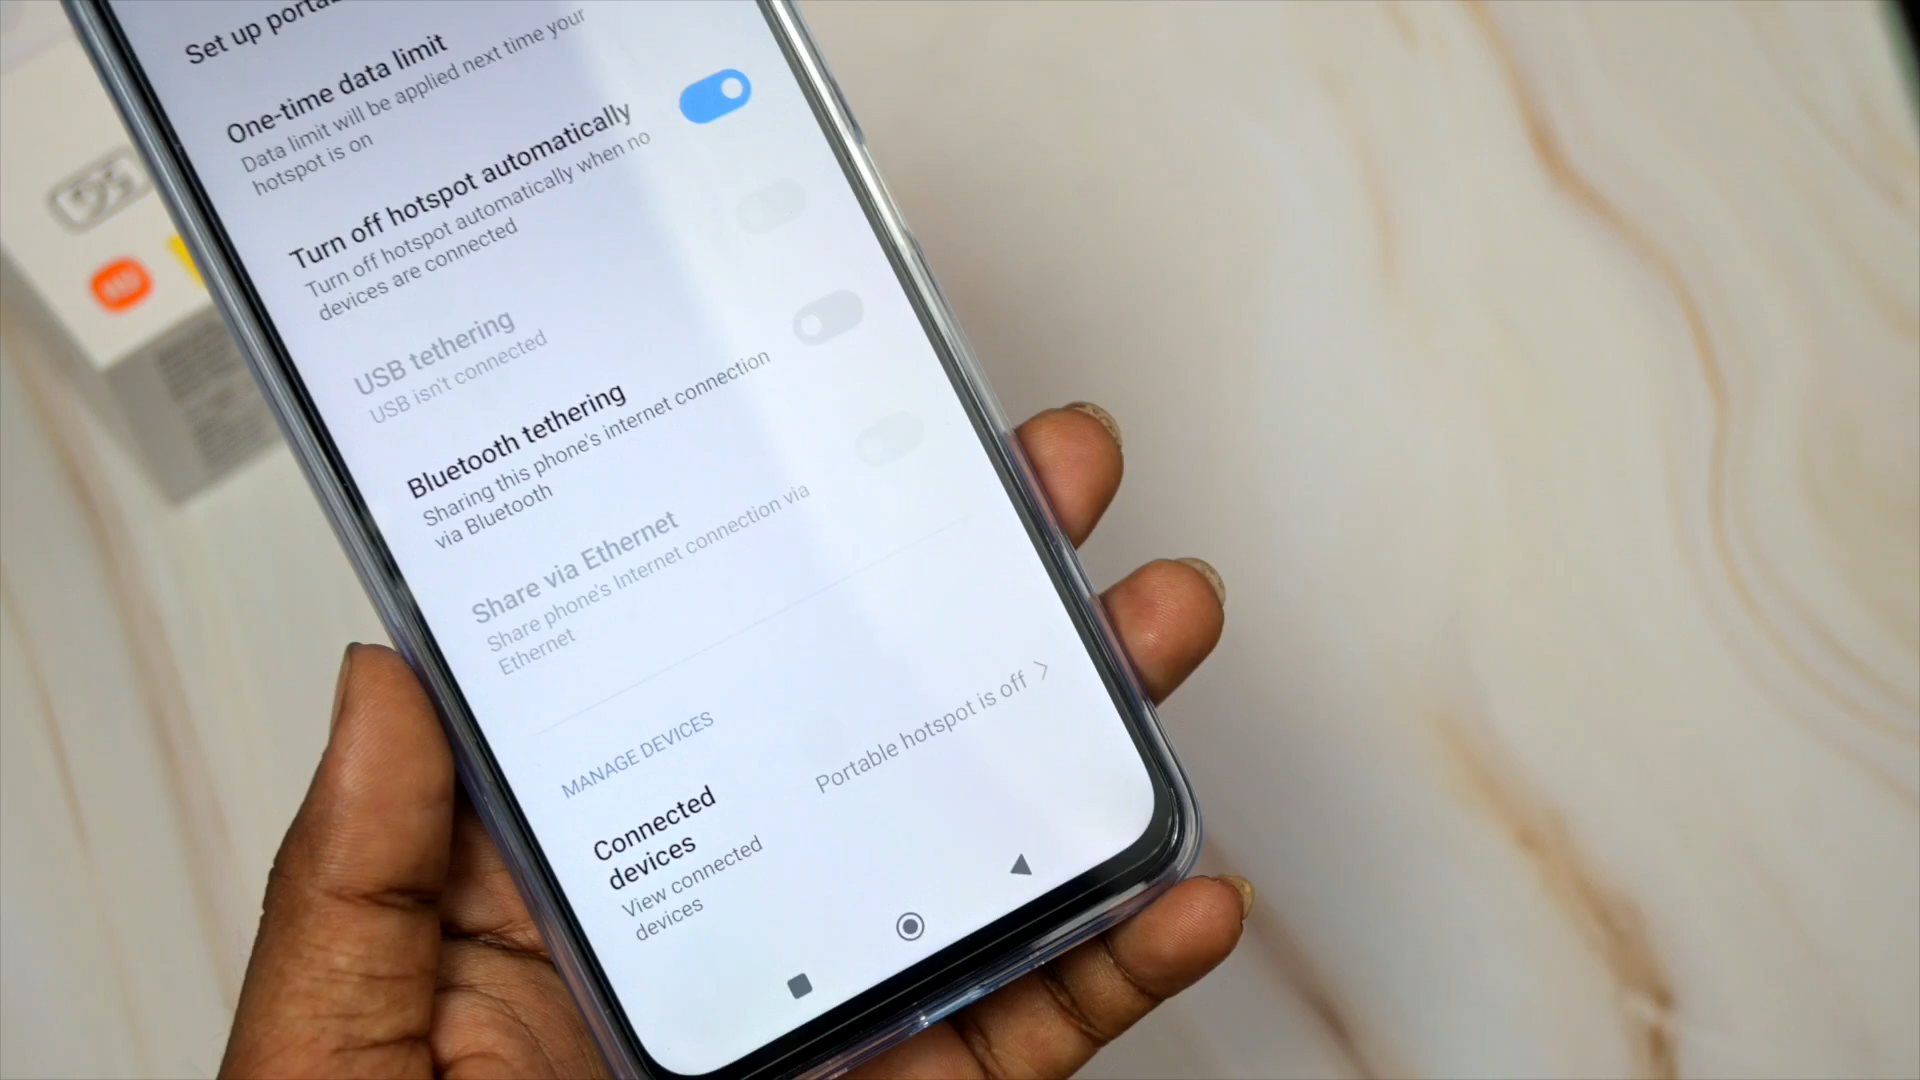 Set up
One-time data limit
Data limit will be applied next time your
hotspot is on
Turn off hotspot automatically
Turn off hotspot automatically when no
devices are connected
USB tethering
USB isn't connected
Bluetooth tethering
Sharing this phone's internet connection
via Bluetooth
Share via Ethernet
Share phone's Internet connection via
Ethernet
MANAGE DEVICES
Connected
devices
View connected
devices
Portable hotspot is off
5G